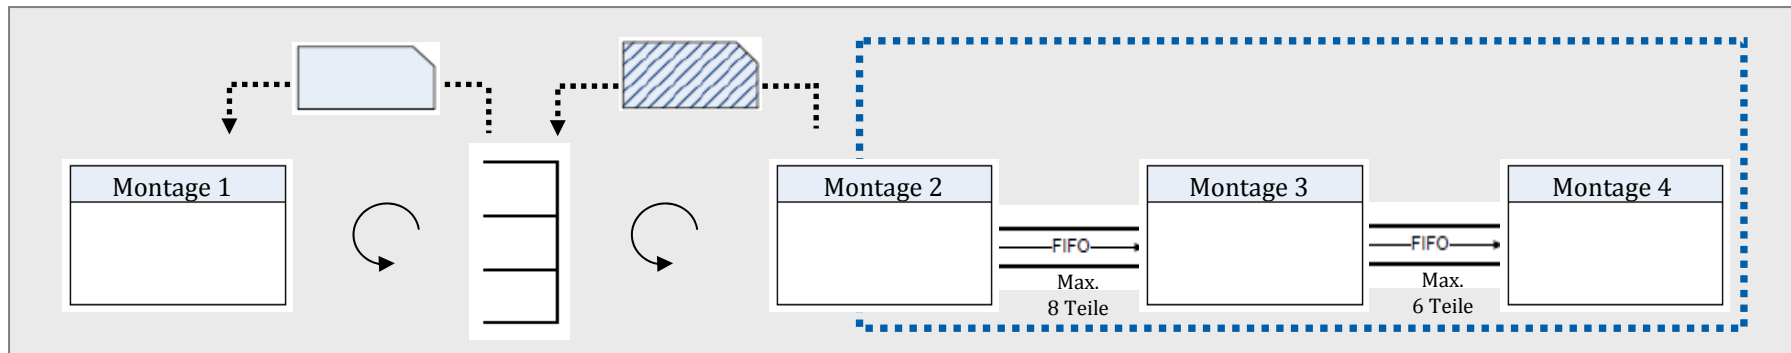 Montage 1
Montage 2
Montage 3
Montage 4
FIFO
FIFO
Max.
8 Teile
Max.
6 Teile